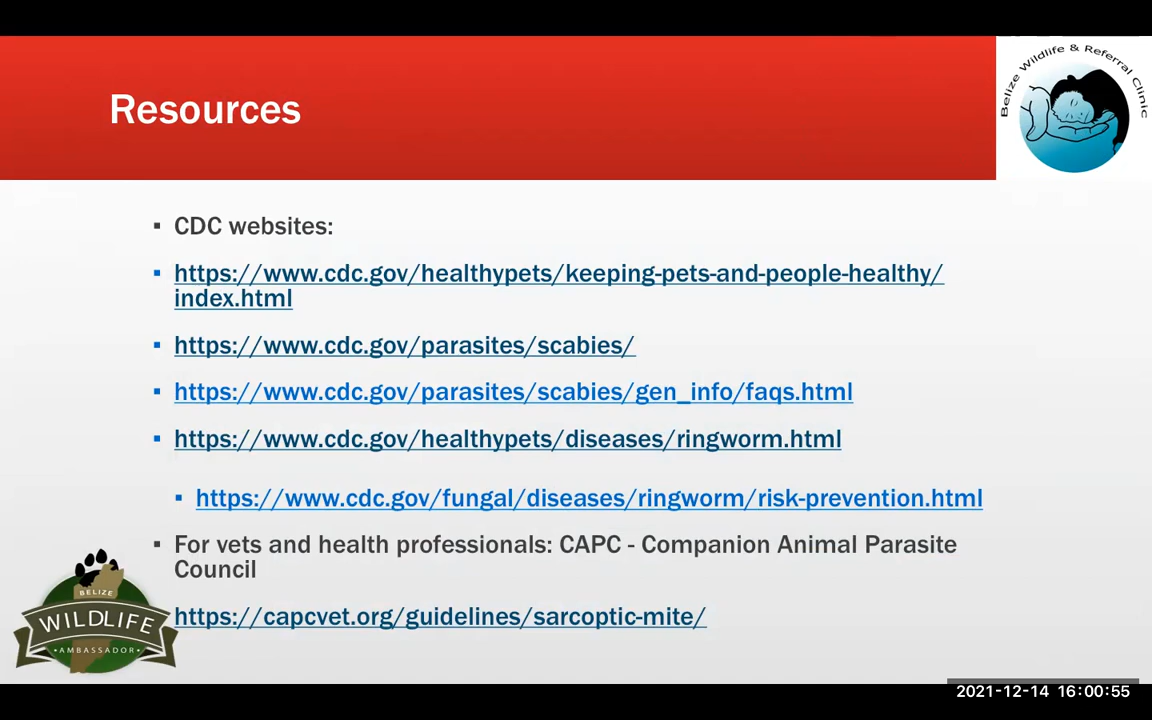 Resources
Belize Wildlife & Referral Clinic
▪ CDC websites:
▪ https://www.cdc.gov/healthypets/keeping-pets-and-people-healthy/
index.html
▪ https://www.cdc.gov/parasites/scabies/
▪ https://www.cdc.gov/parasites/scabies/gen_info/faqs.html
▪ https://www.cdc.gov/healthypets/diseases/ringworm.html
▪ https://www.cdc.gov/fungal/diseases/ringworm/risk-prevention.html
▪ For vets and health professionals: CAPC - Companion Animal Parasite
Council
https://capcvet.org/guidelines/sarcoptic-mite/
BELIZE
WILDLIFE
•AMBASSADOR•
2021-12-14 16:00:55